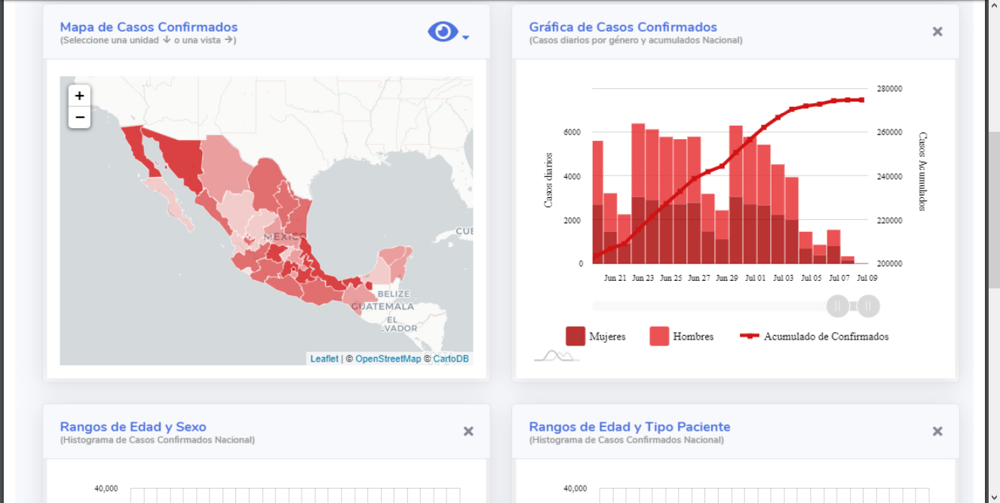 Mapa de Casos Confirmados
(Seleccione una unidad ↓ o una vista →)
+
−
MEXICO
BELIZE
GUATEMALA
EL
Leaflet | © OpenStreetMap © CartoDB
Gráfica de Casos Confirmados
(Casos diarios por género y acumulados Nacional)
×
Casos diarios
6000
4000
2000
0
280000
260000
240000
220000
200000
Casos Acumulados
Jun 21 Jun 23 Jun 25 Jun 27 Jun 29 Jul 01 Jul 03 Jul 05 Jul 07 Jul 09
Mujeres Hombres Acumulado de Confirmados
Rangos de Edad y Sexo
(Histograma de Casos Confirmados Nacional)
×
40,000
Rangos de Edad y Tipo Paciente
(Histograma de Casos Confirmados Nacional)
×
40,000